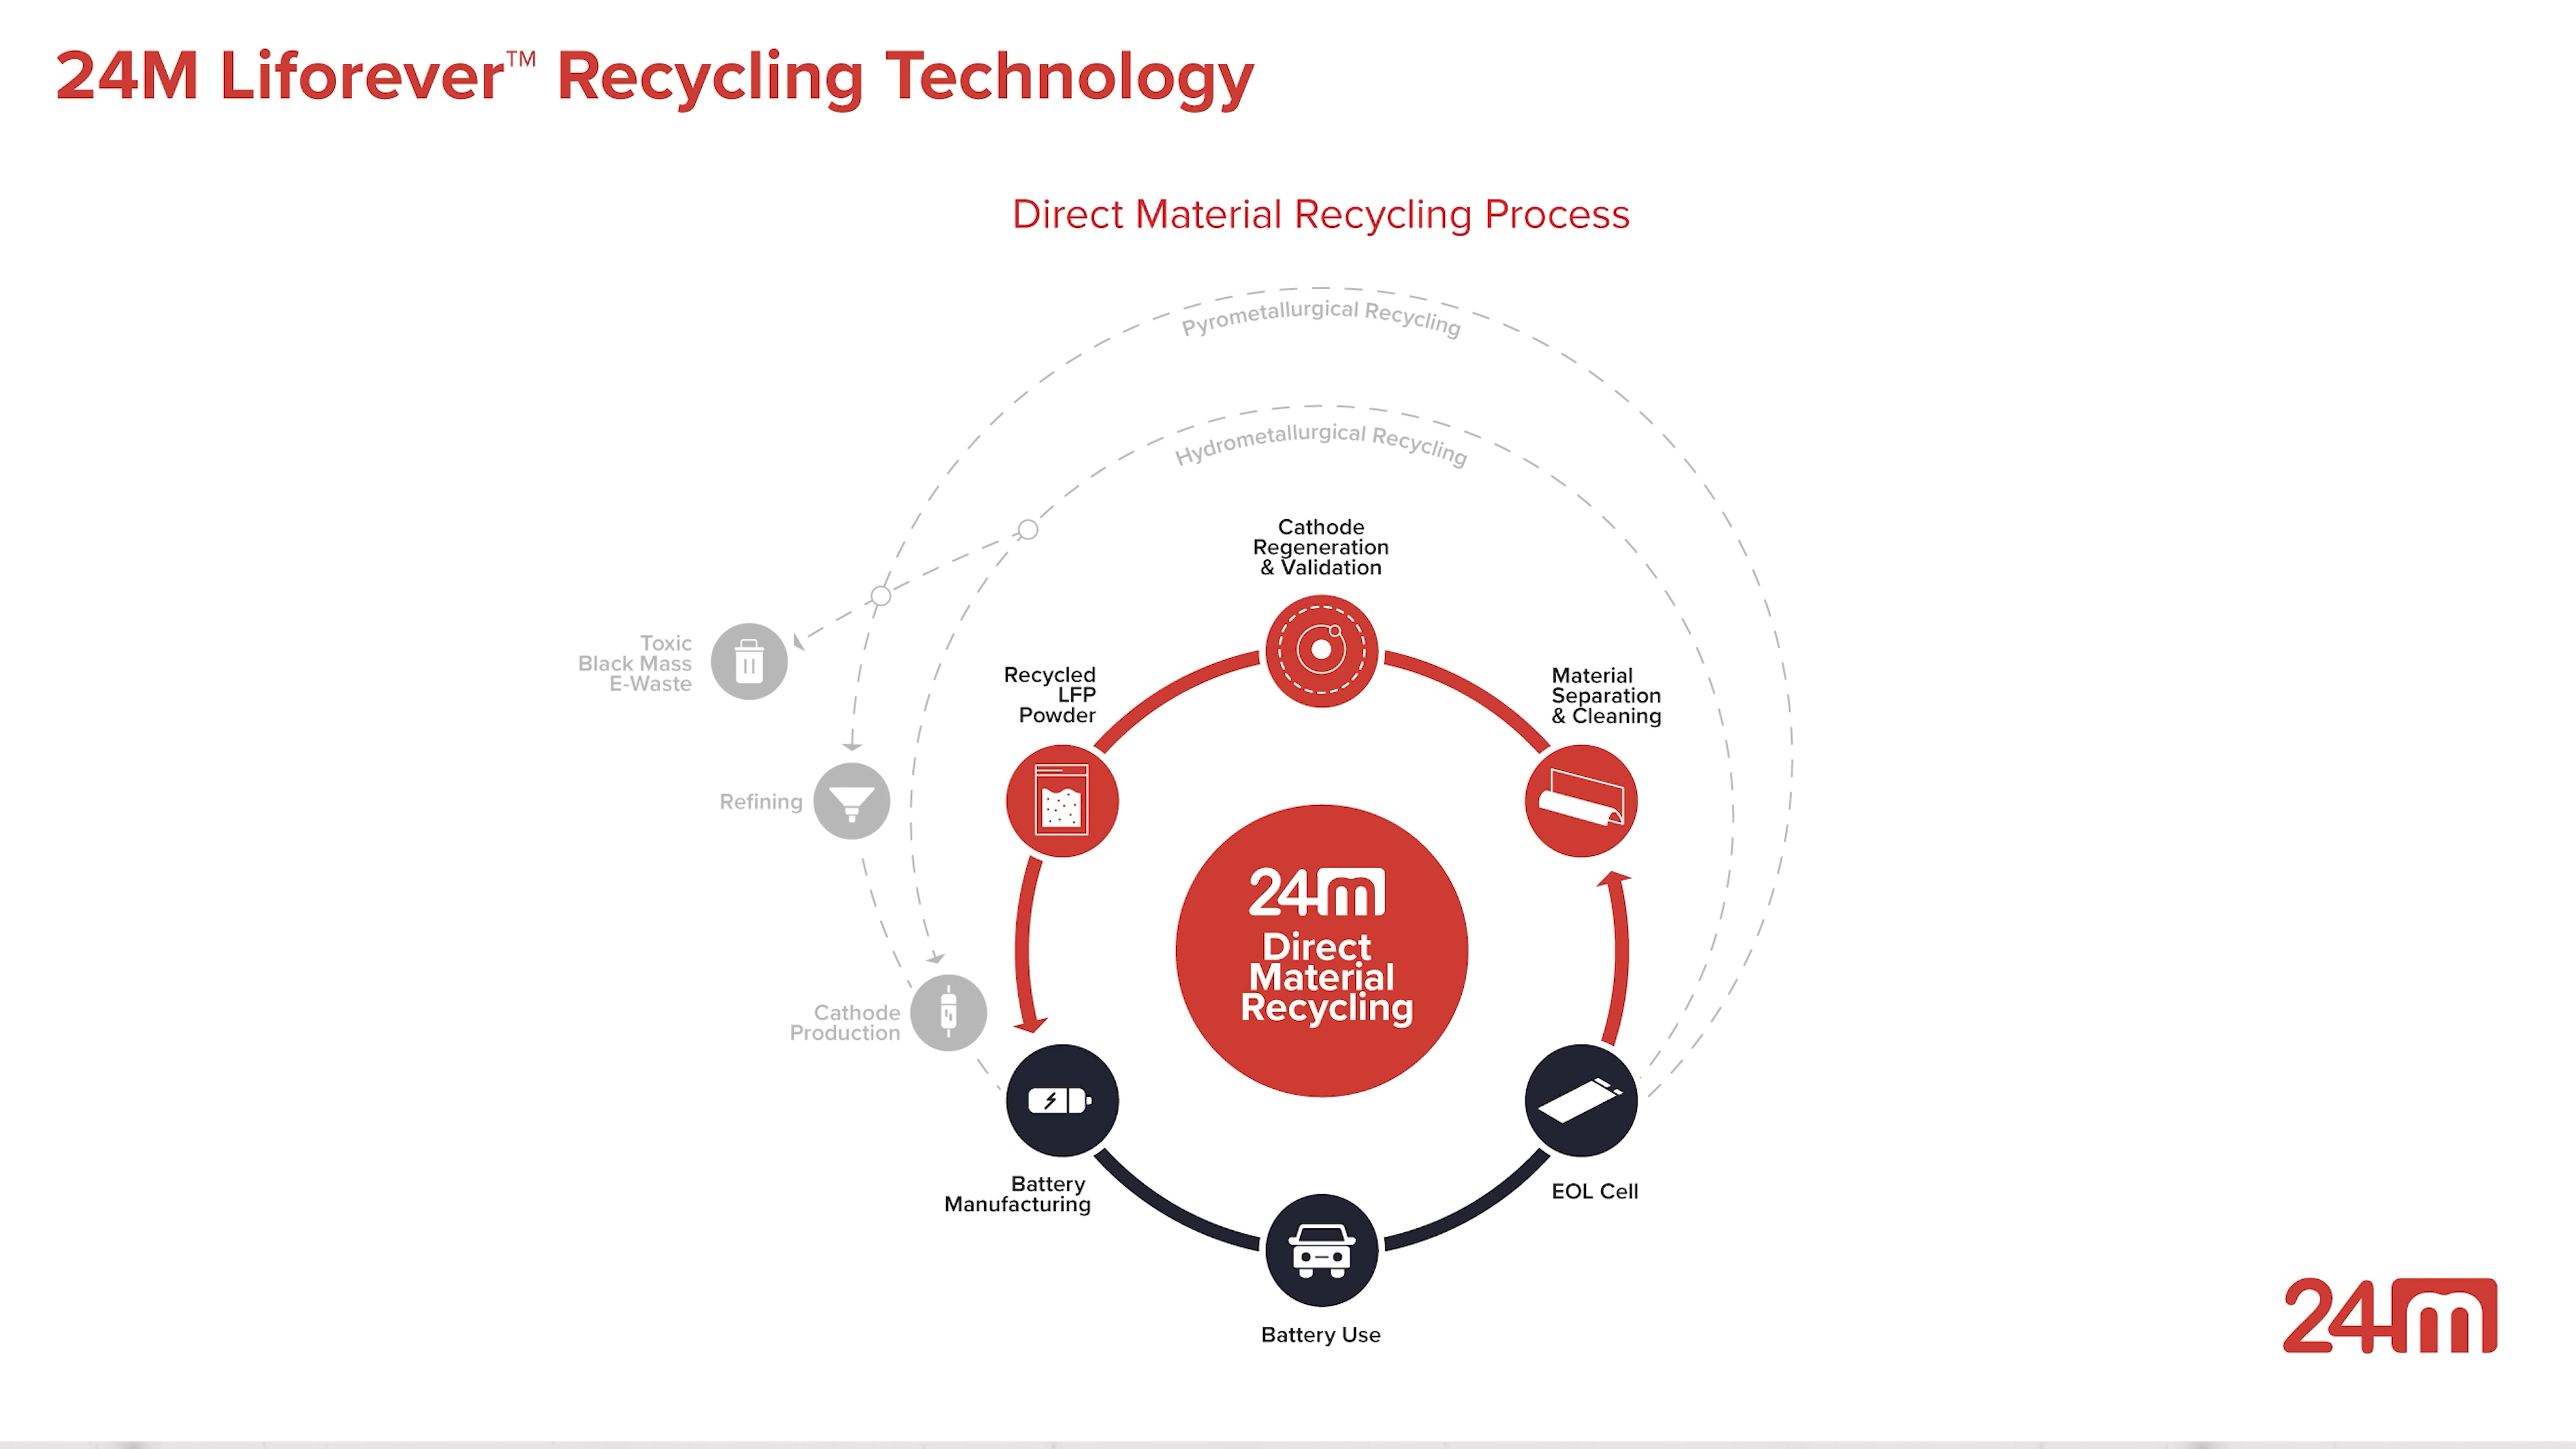 24M Liforever™ Recycling Technology
Direct Material Recycling Process
Pyrometallurgical Recycling
Hydrometallurgical Recycling
Cathode
Regeneration
& Validation
Toxic
Black Mass
E-Waste
Recycled
LFP
Powder
Material
Separation
& Cleaning
Refining
24m
Direct
Material
Recycling
Cathode
Production
Battery
Manufacturing
EOL Cell
Battery Use
24m